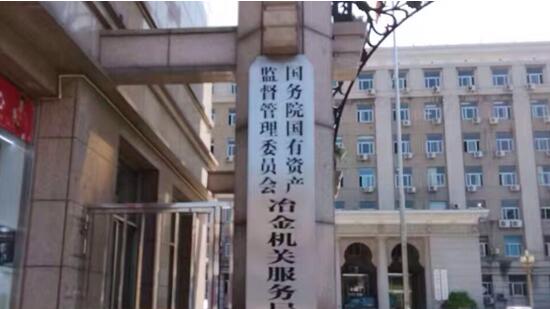 国务院国有资产
监督管理委员会
冶金机关服务局